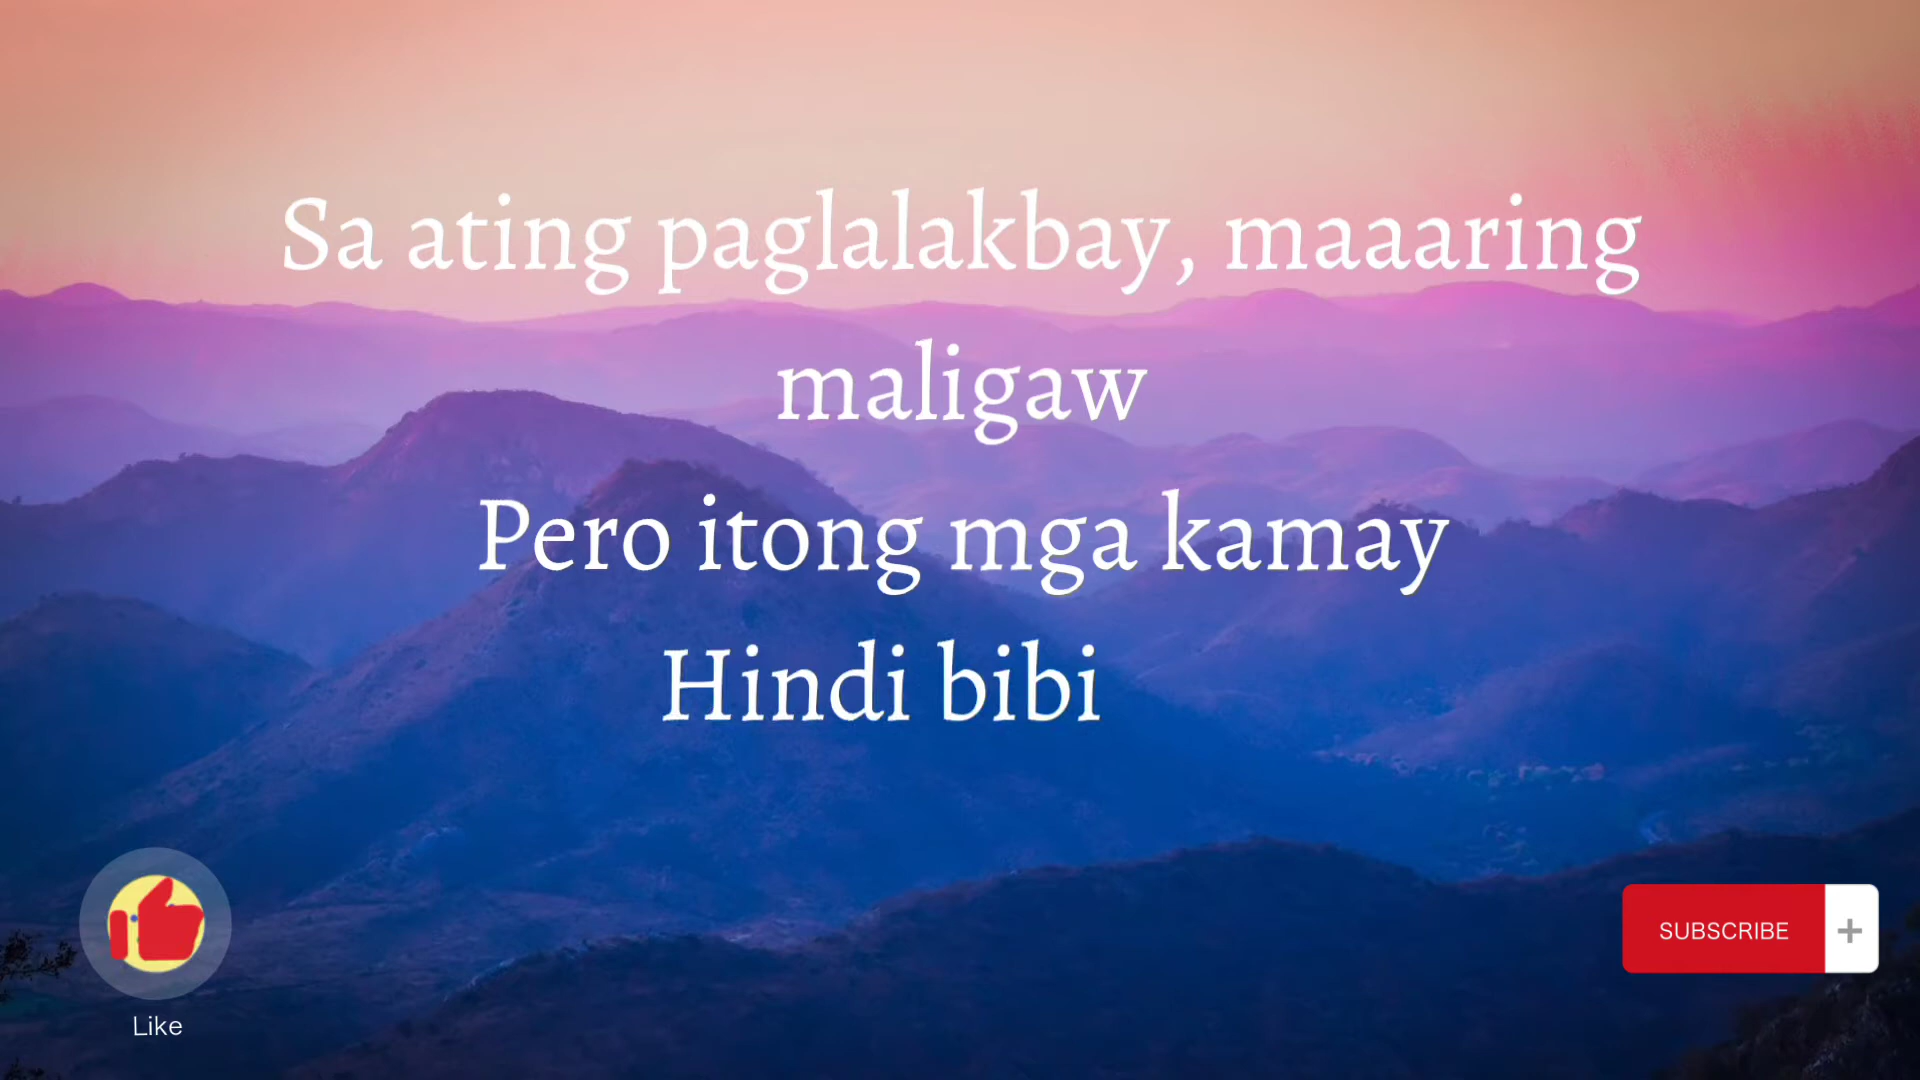 Sa ating paglalakbay, maaaring
maligaw
Pero itong mga kamay
Hindi bibi
Like
SUBSCRIBE +